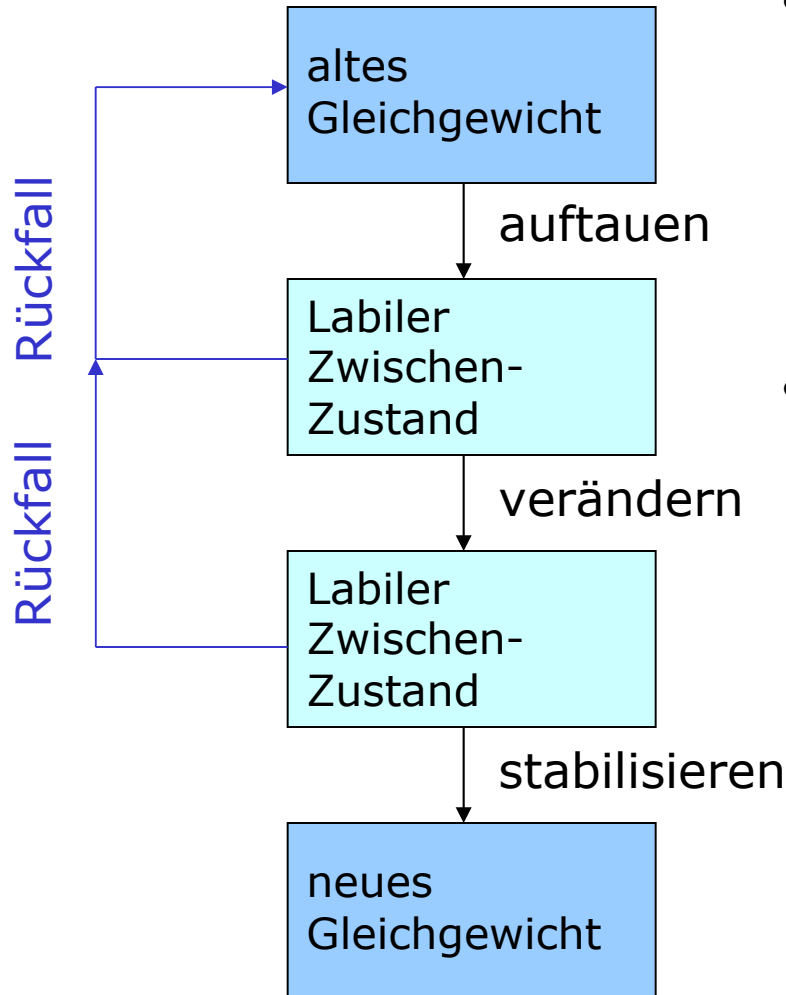 altes
Gleichgewicht
auftauen
Rückfall
Labiler
Zwischen-
Zustand
verändern
Rückfall
Labiler
Zwischen-
Zustand
stabilisieren
neues
Gleichgewicht